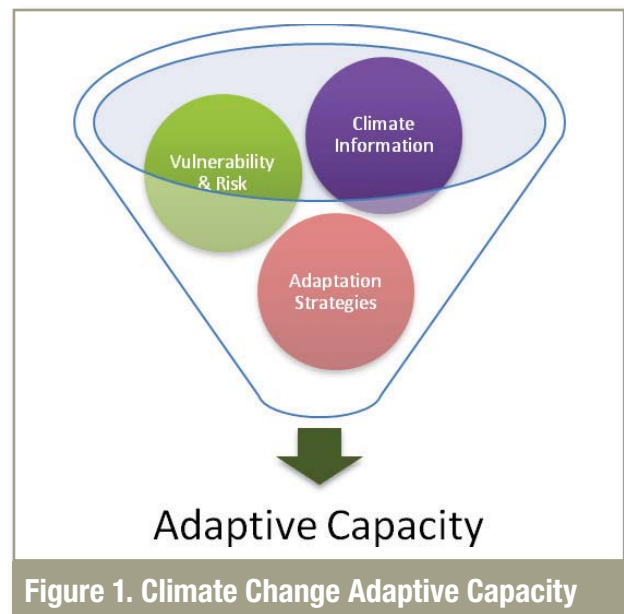 Climate
Information
Vulnerability
& Risk
Adaptation
Strategies
Adaptive Capacity
Figure 1. Climate Change Adaptive Capacity